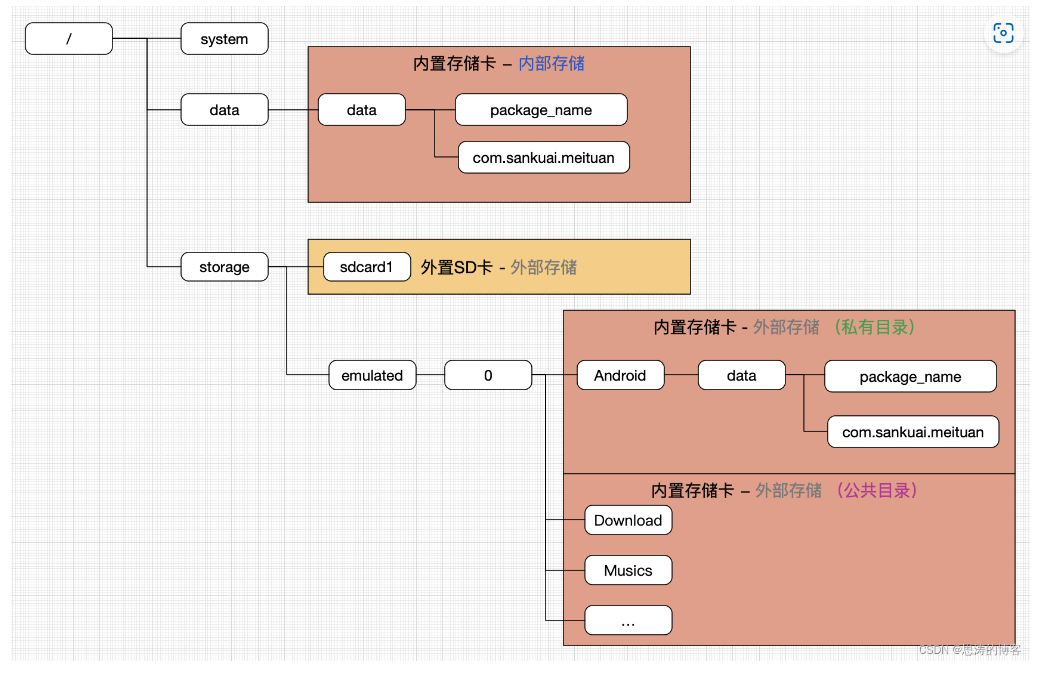 /
system
内置存储卡 – 内部存储
data
data
package_name
com.sankuai.meituan
storage
sdcard1
外置SD卡 - 外部存储
内置存储卡 - 外部存储 （私有目录）
emulated
0
Android
data
package_name
com.sankuai.meituan
内置存储卡 – 外部存储 （公共目录）
Download
Musics
...
CSDN @思涛的博客